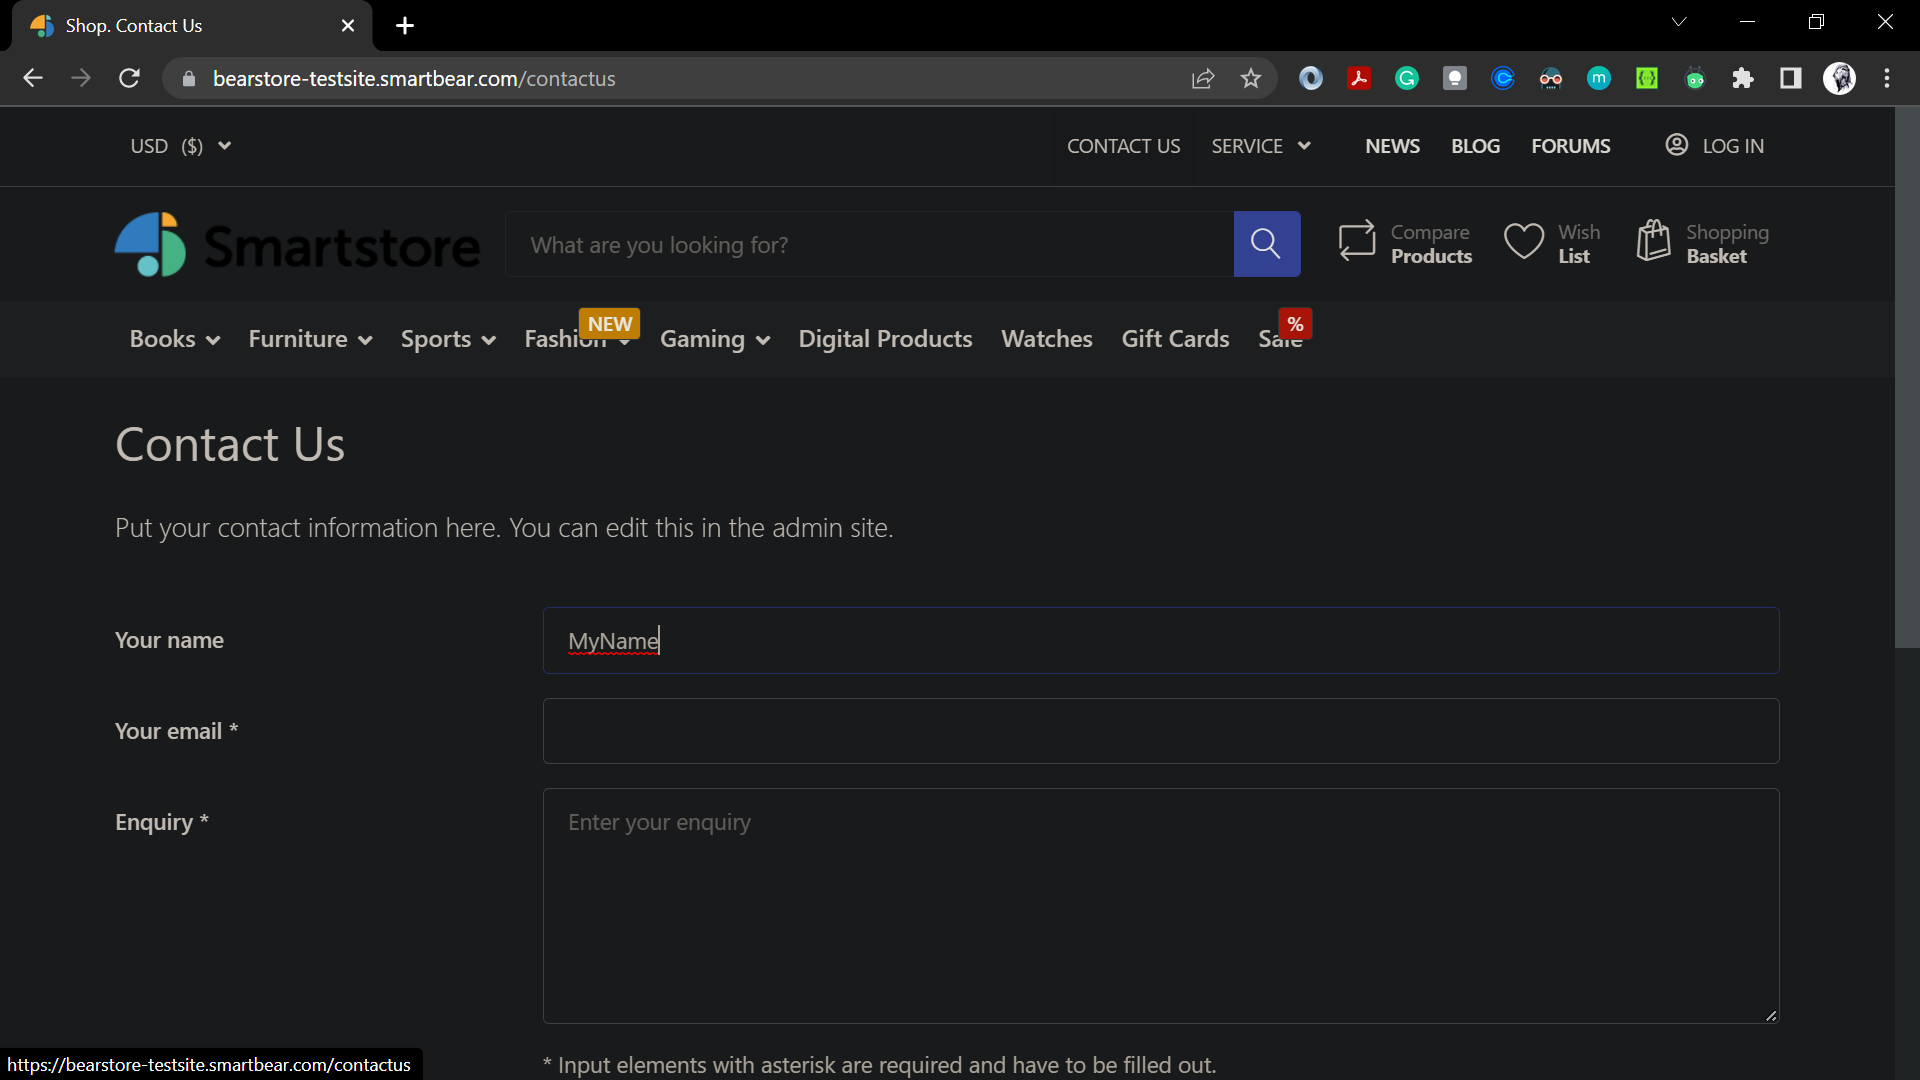 Shop. Contact Us
bearstore-testsite.smartbear.com/contactus
USD ($)
CONTACT US SERVICE NEWS BLOG FORUMS LOG IN
Smartstore
What are you looking for?
Compare Products
Wish List
Shopping Basket
Books Furniture Sports Fashion NEW Gaming Digital Products Watches Gift Cards Sale %
Contact Us
Put your contact information here. You can edit this in the admin site.
Your name MyName
Your email *
Enquiry * Enter your enquiry
* Input elements with asterisk are required and have to be filled out.
https://bearstore-testsite.smartbear.com/contactus